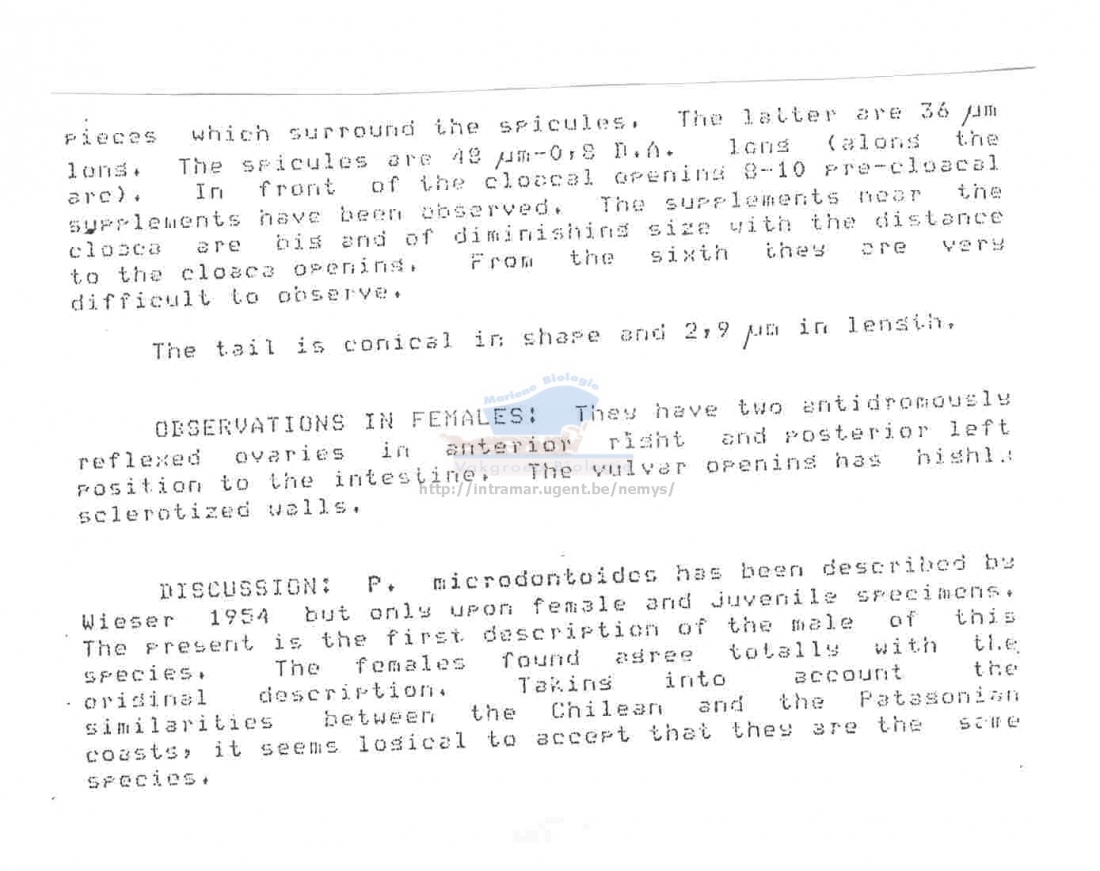 pieces which surround the spicules. The latter are 36 µm
long. The spicules are 48 µm-0,8 D.A. long (along the
arc). In front of the cloacal opening 8-10 pre-cloacal
supplements have been observed. The supplements near the
cloaca are big and of diminishing size with the distance
to the cloaca opening. From the sixth they are very
difficult to observe.
The tail is conical in shape and 2,9 µm in length.
Mariene Biologie
OBSERVATIONS IN FEMALES: They have two antidromously
reflexed ovaries in anterior right and posterior left
position to the intestine. The vulvar opening has highly
http://intramar.ugent.be/nemys/
sclerotized walls.
DISCUSSION: P. microdontoides has been described by
Wieser 1954 but only upon female and juvenile specimens.
The present is the first description of the male of this
species. The females found agree totally with the
original description. Taking into account the
similarities between the Chilean and the Patagonian
coasts, it seems logical to accept that they are the same
species.